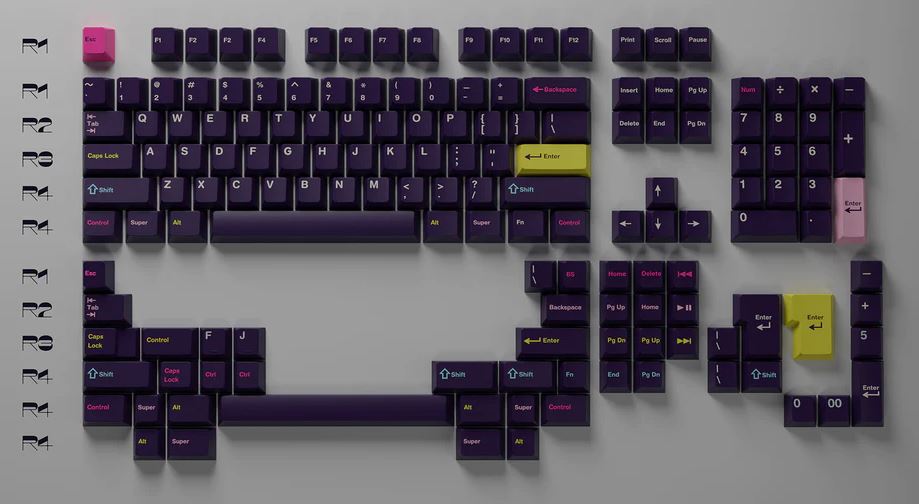 R1 Esc F1 F2 F2 F4 F5 F6 F7 F8 F9 F10 F11 F12 Print Scroll Pause
R1 ~ ! @ # $ % ^ & * ( ) _ + ← Backspace Insert Home Pg Up Num ÷ × −
` 1 2 3 4 5 6 7 8 9 0 - =
R2 Tab Q W E R T Y U I O P { } | Delete End Pg Dn 7 8 9 +
[ ] \
R3 Caps Lock A S D F G H J K L : " Enter 4 5 6
; '
R4 Shift Z X C V B N M < > ? Shift ↑ 1 2 3 Enter
, . /
R4 Control Super Alt Alt Super Fn Control ← ↓ → 0 .
R1 Esc | BS Home Delete −
\
R2 Tab Backspace Pg Up Home Enter Enter +
R3 Caps Control F J Enter Pg Dn Pg Up | 5
Lock \
R4 Shift Caps Ctrl Ctrl Shift Shift Fn End Pg Dn | Shift Enter
Lock \
R4 Control Super Alt Alt Super Control 0 00
R4 Alt Super Super Alt